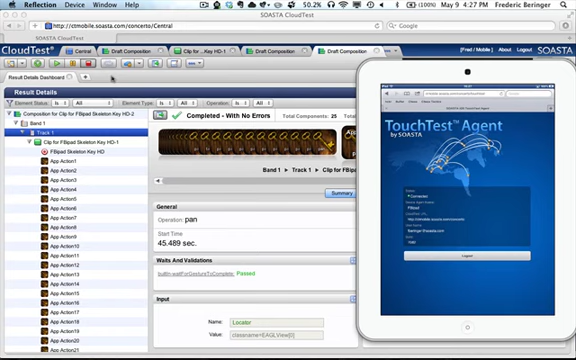 Reflection Device Window Help
50.2% May 9 4:27 PM Frederic Beringer
http://ctmobile.soasta.com/concerto/Central
CloudTest Central Draft Composition Clip for ...Key HD-1 Draft Composition Draft Composition [Fred / Mobile] About Logout SOASTA
Result Details Dashboard
Result Details
Element Status: Is All Element Type: Is All Is
Composition for Clip for FBipad Skeleton Key HD-2
Band 1
Track 1
Clip for FBipad Skeleton Key HD-1
FBipad Skeleton Key HD
App Action1
App Action2
App Action3
App Action4
App Action5
App Action6
App Action7
App Action8
App Action9
App Action10
App Action11
App Action12
App Action13
App Action14
App Action15
App Action16
App Action17
App Action18
App Action19
App Action20
App Action21
Completed - With No Errors Total Components: 25
Band 1 > Track 1 > Clip for FBip
Summary
General
Operation: pan
Start Time
45.489 sec.
Waits And Validations
builtin-waitForGestureToComplete: Passed
Input
Name: Locator
Value: classname=EAGLView[0]
TouchTest™ Agent
by SOASTA
Connected
FBipad
Logout